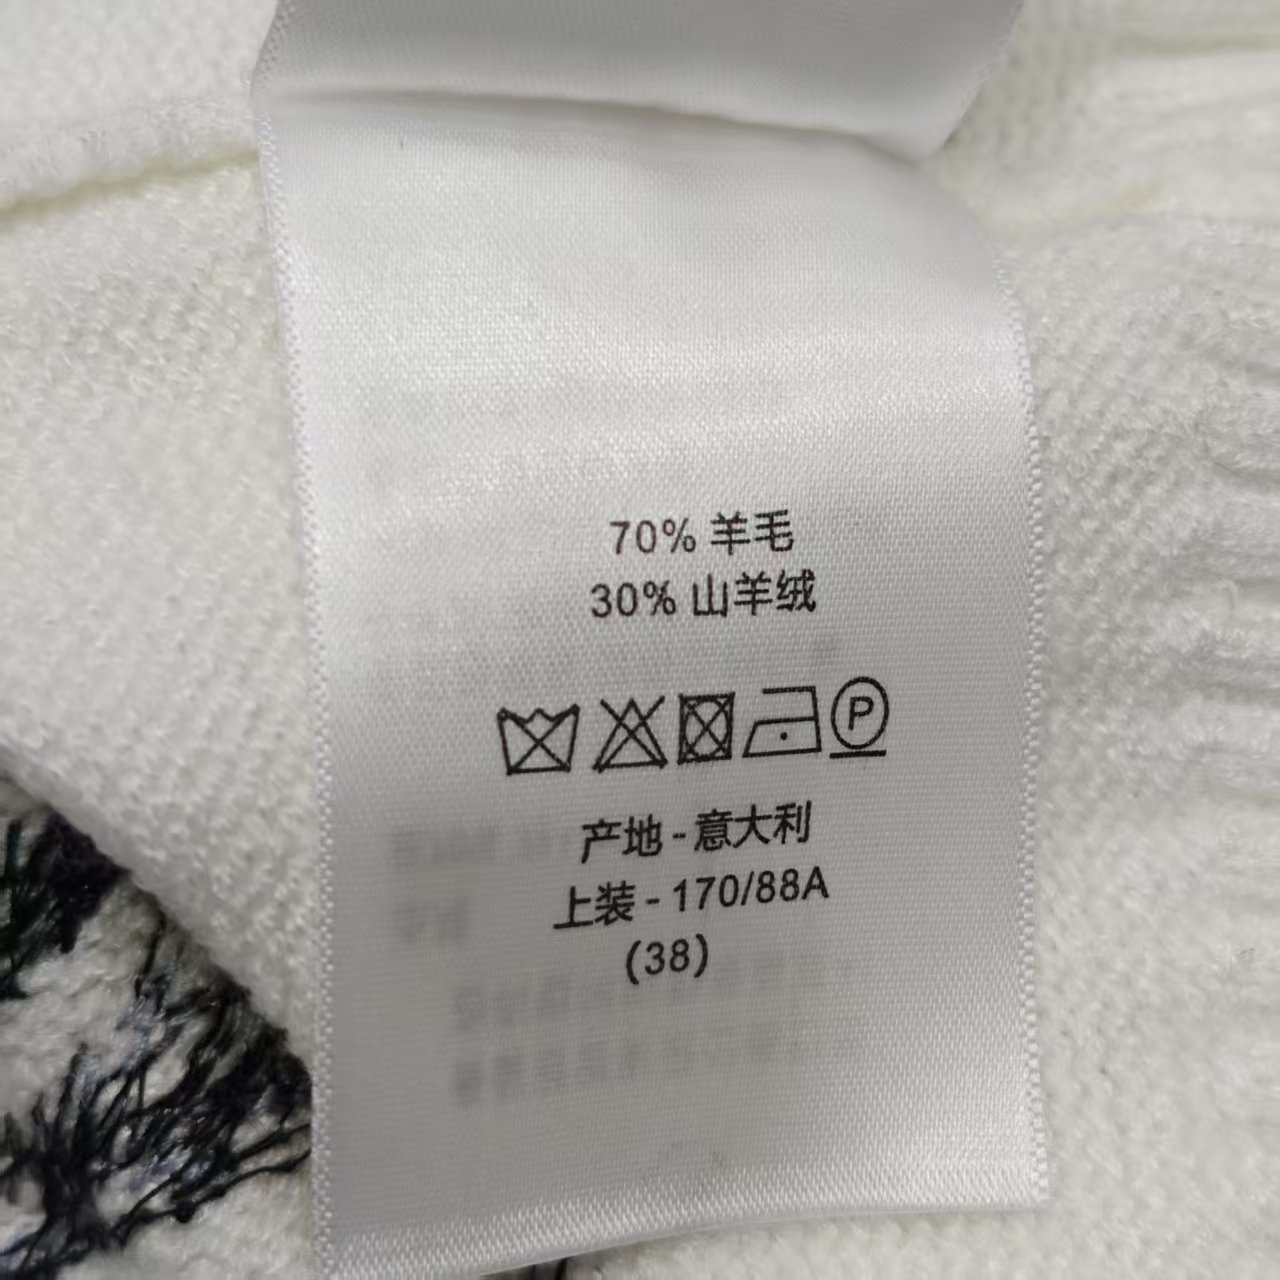 70% 羊毛
30% 山羊绒
P
产地 - 意大利
上装 - 170/88A
(38)